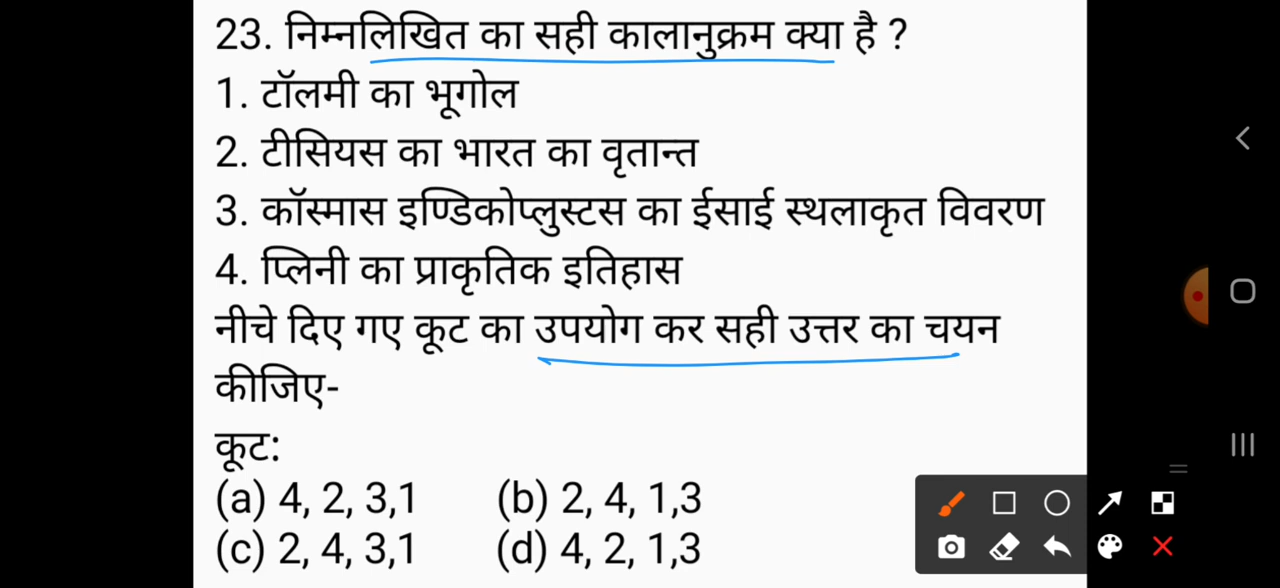 23. निम्नलिखित का सही कालानुक्रम क्या है ?
1. टॉलमी का भूगोल
2. टीसियस का भारत का वृतान्त
3. कॉस्मास इण्डिकोप्लुस्टस का ईसाई स्थलाकृत विवरण
4. प्लिनी का प्राकृतिक इतिहास
नीचे दिए गए कूट का उपयोग कर सही उत्तर का चयन
कीजिए-
कूट:
(a) 4, 2, 3,1 (b) 2, 4, 1,3
(c) 2, 4, 3,1 (d) 4, 2, 1,3